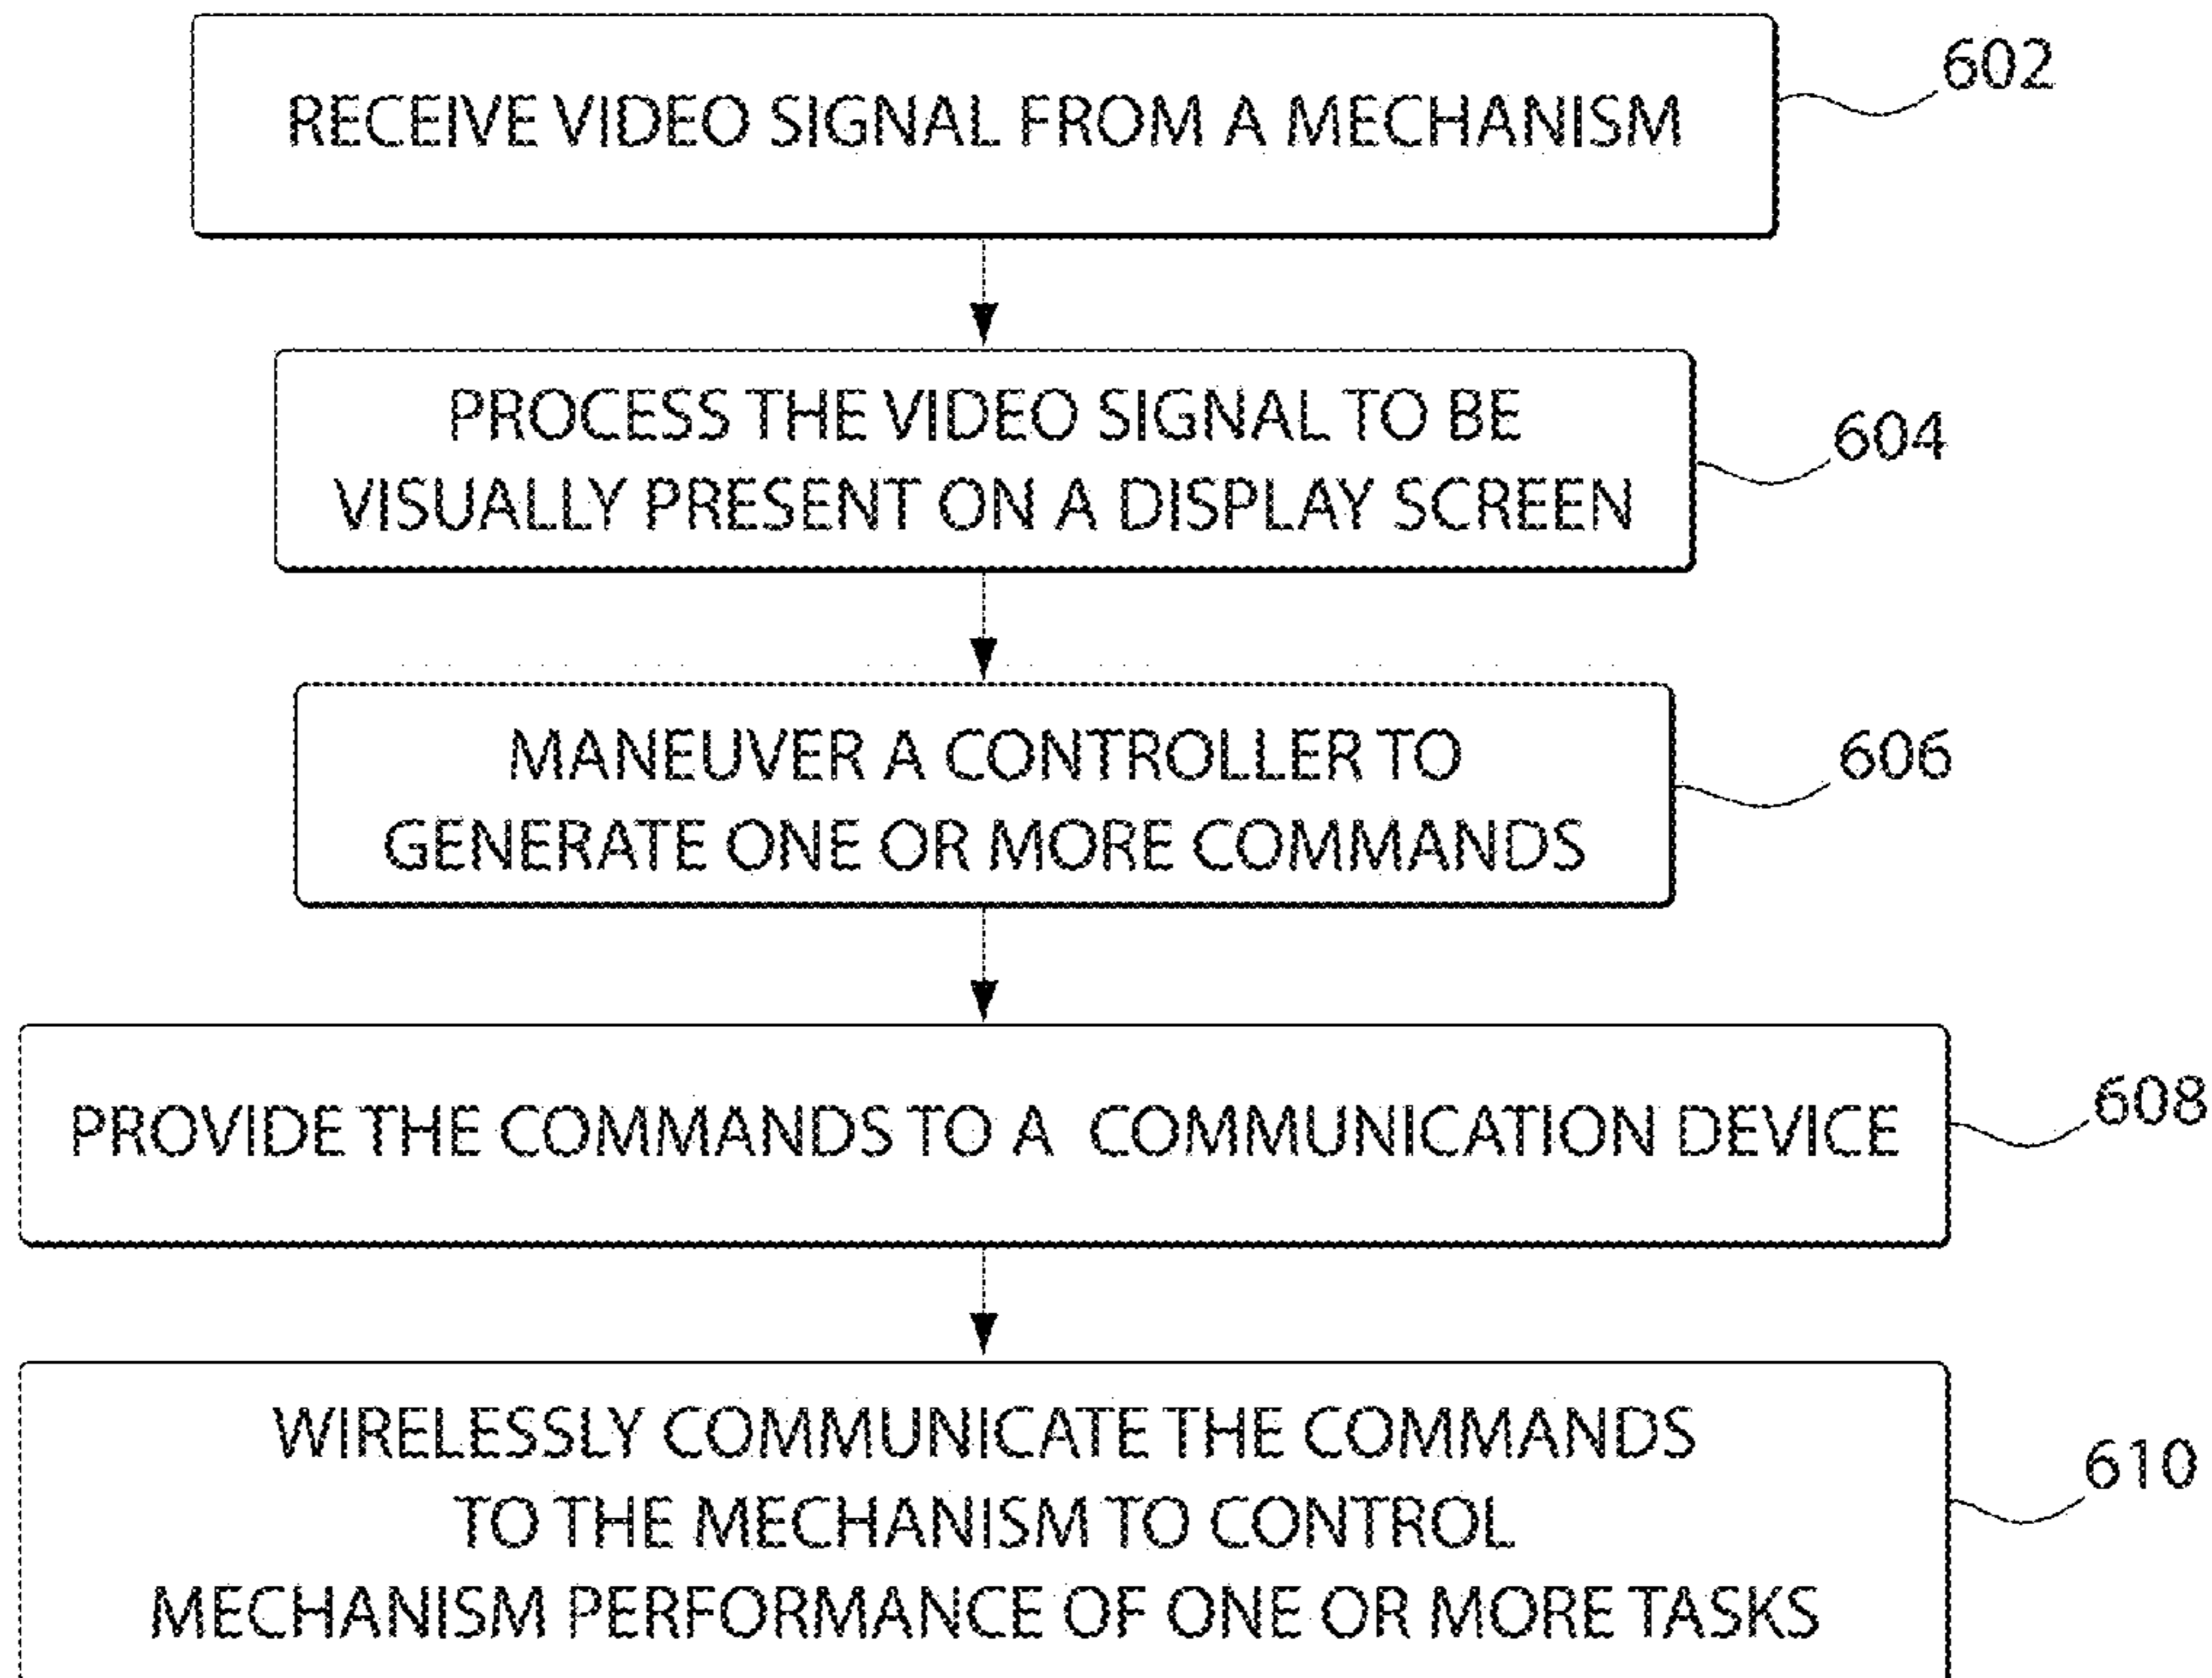 RECEIVE VIDEO SIGNAL FROM A MECHANISM
602
PROCESS THE VIDEO SIGNAL TO BE
VISUALLY PRESENT ON A DISPLAY SCREEN
604
MANEUVER A CONTROLLER TO
GENERATE ONE OR MORE COMMANDS
606
PROVIDE THE COMMANDS TO A COMMUNICATION DEVICE
608
WIRELESSLY COMMUNICATE THE COMMANDS
TO THE MECHANISM TO CONTROL
MECHANISM PERFORMANCE OF ONE OR MORE TASKS
610